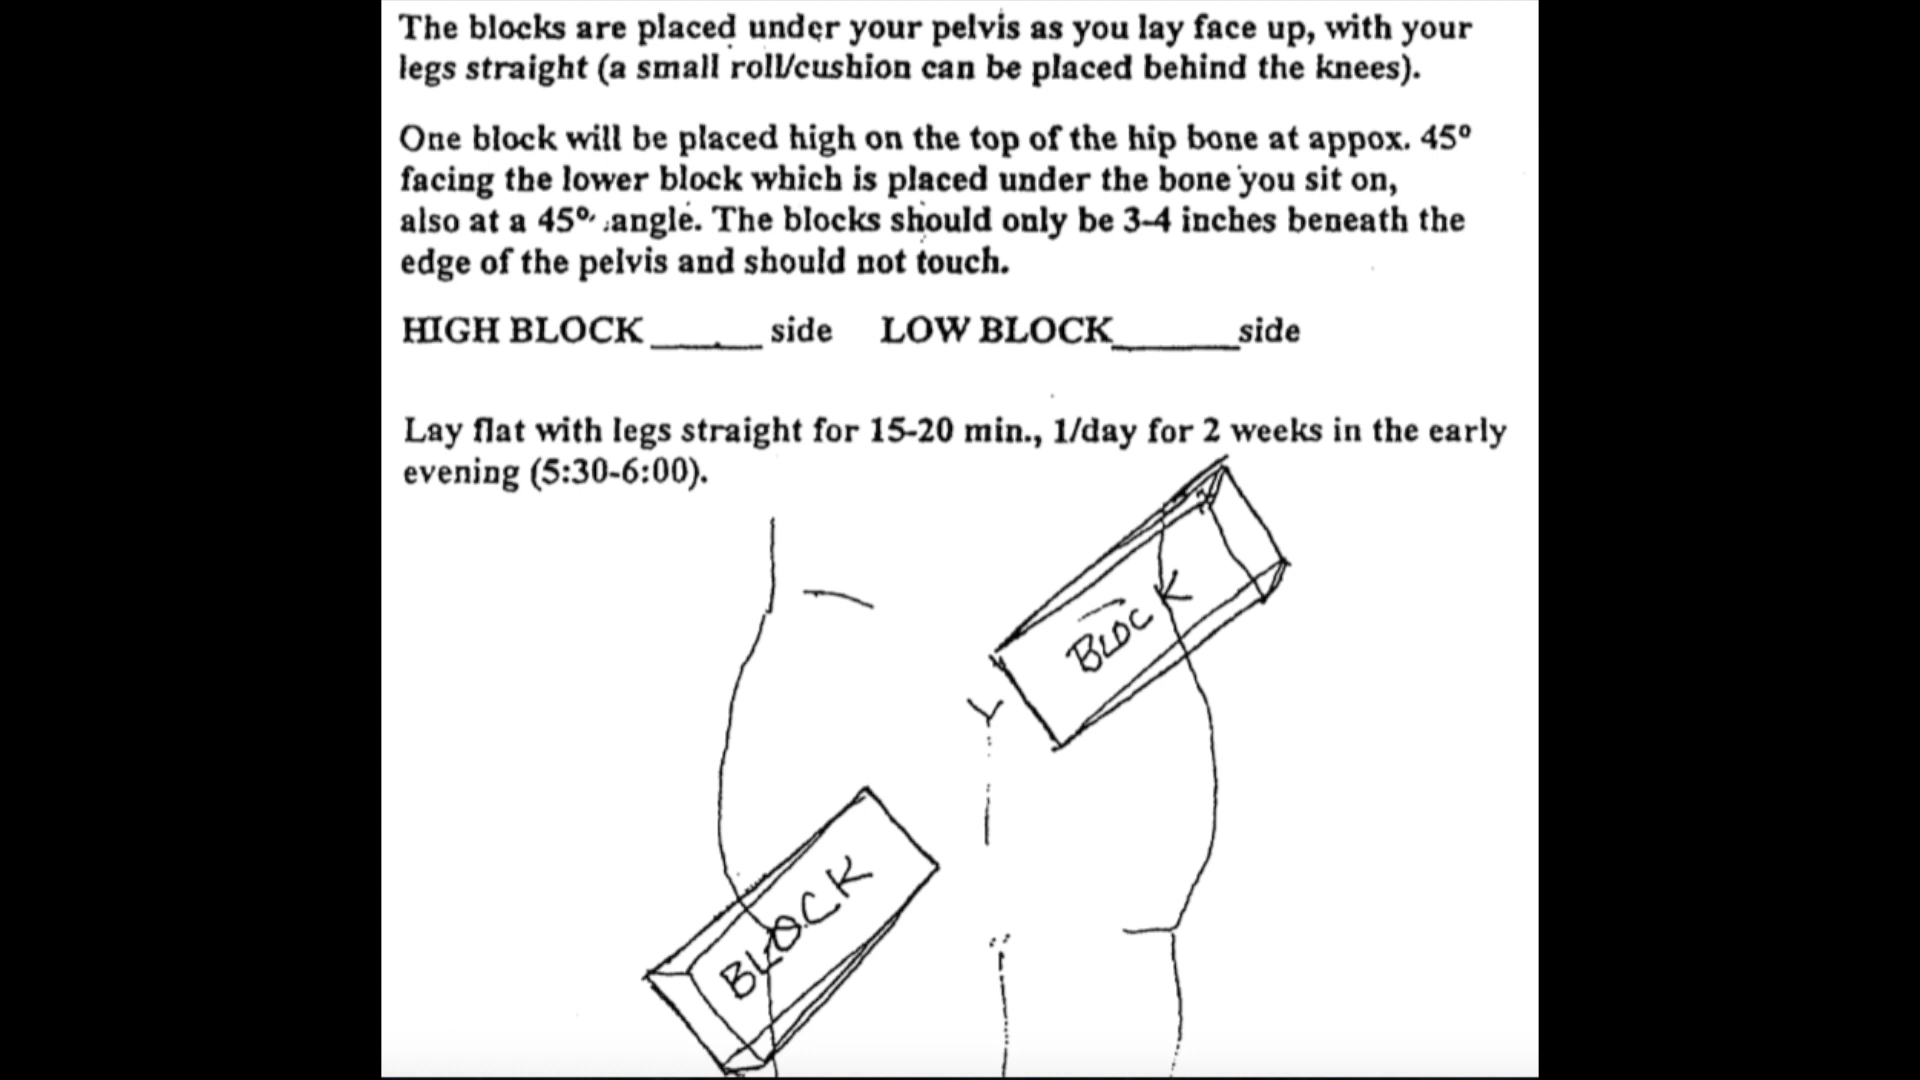 The blocks are placed under your pelvis as you lay face up, with your
legs straight (a small roll/cushion can be placed behind the knees).
One block will be placed high on the top of the hip bone at appox. 45º
facing the lower block which is placed under the bone you sit on,
also at a 45º angle. The blocks should only be 3-4 inches beneath the
edge of the pelvis and should not touch.
HIGH BLOCK ______ side LOW BLOCK_______side
Lay flat with legs straight for 15-20 min., 1/day for 2 weeks in the early
evening (5:30-6:00).
BLOCK
BLOCK